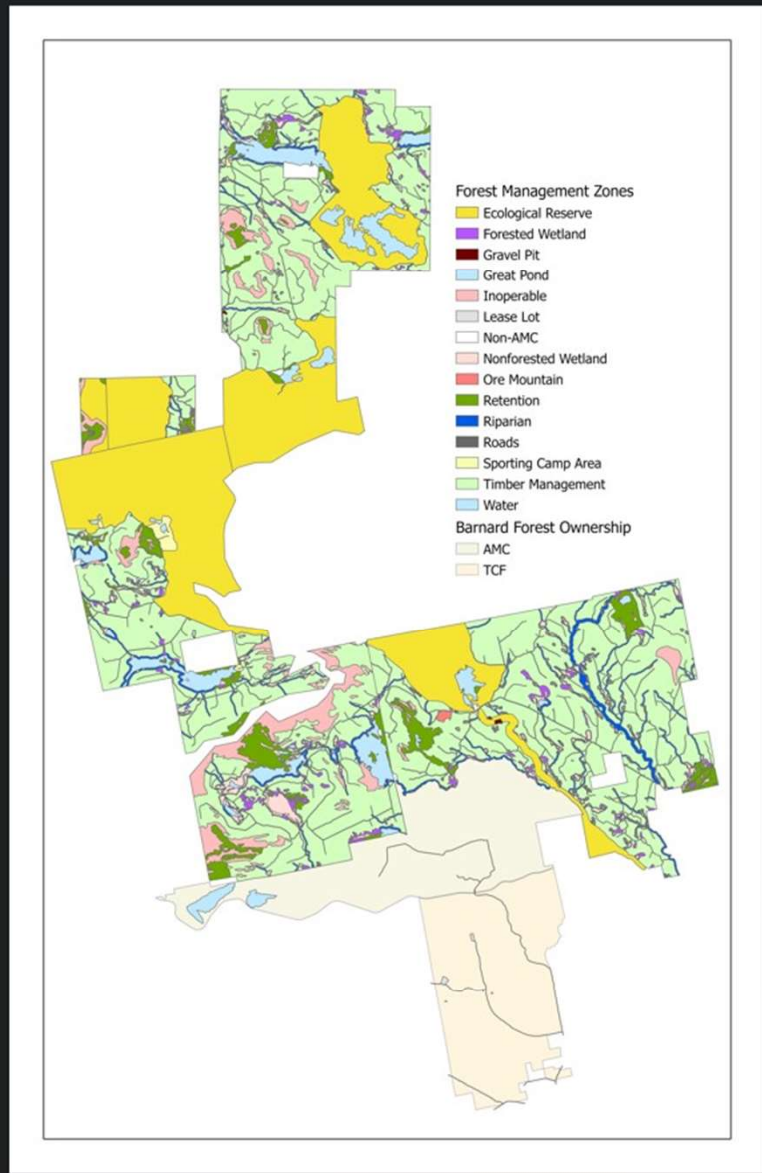 Forest Management Zones
Ecological Reserve
Forested Wetland
Gravel Pit
Great Pond
Inoperable
Lease Lot
Non-AMC
Nonforested Wetland
Ore Mountain
Retention
Riparian
Roads
Sporting Camp Area
Timber Management
Water
Barnard Forest Ownership
AMC
TCF